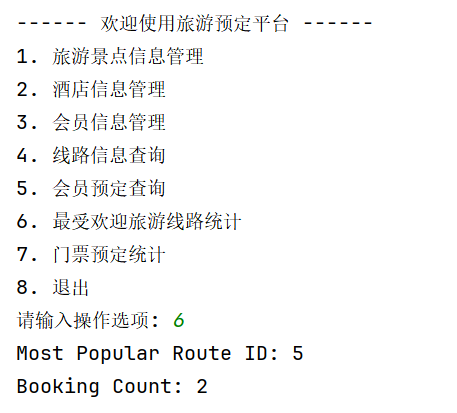 ------ 欢迎使用旅游预定平台 ------
1. 旅游景点信息管理
2. 酒店信息管理
3. 会员信息管理
4. 线路信息查询
5. 会员预定查询
6. 最受欢迎旅游线路统计
7. 门票预定统计
8. 退出
请输入操作选项: 6
Most Popular Route ID: 5
Booking Count: 2